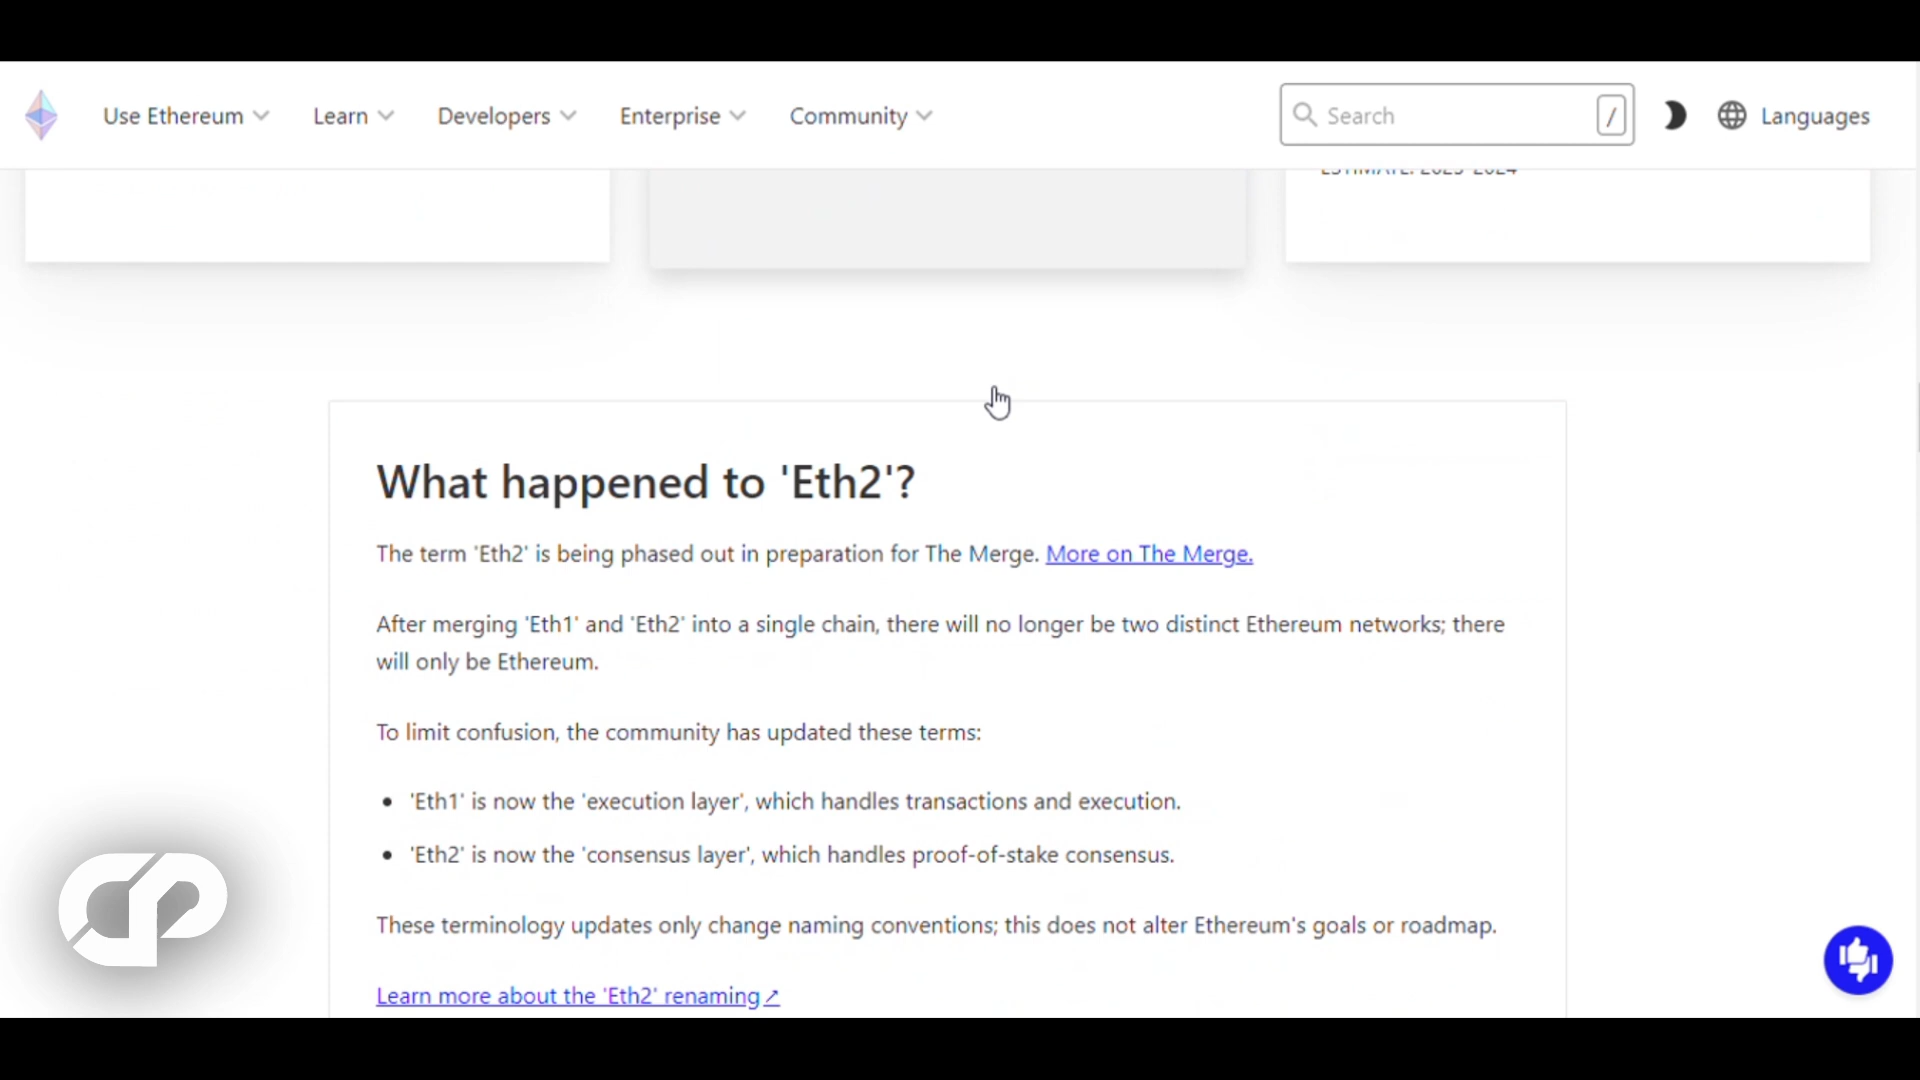 Use Ethereum Learn Developers Enterprise Community Search / Languages
ESTIMATE: 2023-2024
What happened to 'Eth2'?
The term 'Eth2' is being phased out in preparation for The Merge. More on The Merge.
After merging 'Eth1' and 'Eth2' into a single chain, there will no longer be two distinct Ethereum networks; there
will only be Ethereum.
To limit confusion, the community has updated these terms:
• 'Eth1' is now the 'execution layer', which handles transactions and execution.
• 'Eth2' is now the 'consensus layer', which handles proof-of-stake consensus.
These terminology updates only change naming conventions; this does not alter Ethereum's goals or roadmap.
Learn more about the 'Eth2' renaming↗